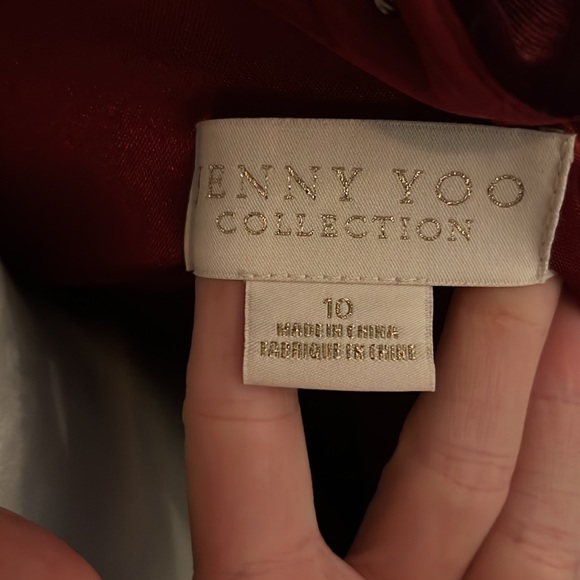 JENNY YOO
COLLECTION
10
MADE IN CHINA
FABRIQUE EN CHINE